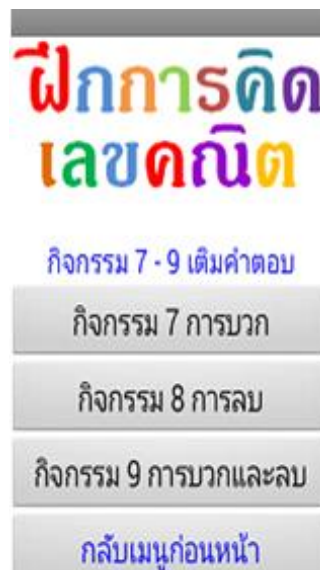 ฝึกการคิด
เลขคณิต
กิจกรรม 7 - 9 เติมคำตอบ
กิจกรรม 7 การบวก
กิจกรรม 8 การลบ
กิจกรรม 9 การบวกและลบ
กลับเมนูก่อนหน้า